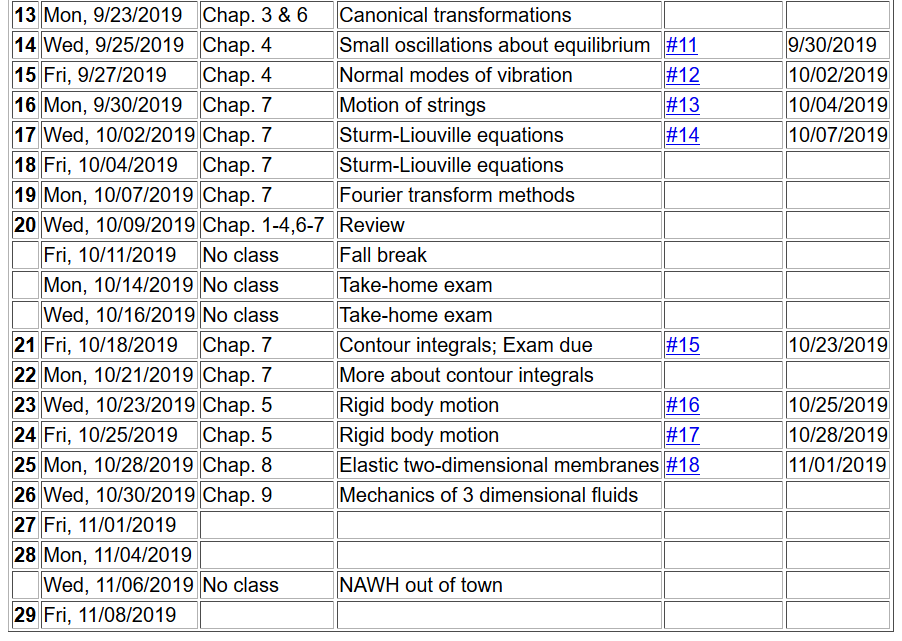 13 Mon, 9/23/2019 Chap. 3 & 6 Canonical transformations
14 Wed, 9/25/2019 Chap. 4 Small oscillations about equilibrium #11 9/30/2019
15 Fri, 9/27/2019 Chap. 4 Normal modes of vibration #12 10/02/2019
16 Mon, 9/30/2019 Chap. 7 Motion of strings #13 10/04/2019
17 Wed, 10/02/2019 Chap. 7 Sturm-Liouville equations #14 10/07/2019
18 Fri, 10/04/2019 Chap. 7 Sturm-Liouville equations
19 Mon, 10/07/2019 Chap. 7 Fourier transform methods
20 Wed, 10/09/2019 Chap. 1-4,6-7 Review
Fri, 10/11/2019 No class Fall break
Mon, 10/14/2019 No class Take-home exam
Wed, 10/16/2019 No class Take-home exam
21 Fri, 10/18/2019 Chap. 7 Contour integrals; Exam due #15 10/23/2019
22 Mon, 10/21/2019 Chap. 7 More about contour integrals
23 Wed, 10/23/2019 Chap. 5 Rigid body motion #16 10/25/2019
24 Fri, 10/25/2019 Chap. 5 Rigid body motion #17 10/28/2019
25 Mon, 10/28/2019 Chap. 8 Elastic two-dimensional membranes #18 11/01/2019
26 Wed, 10/30/2019 Chap. 9 Mechanics of 3 dimensional fluids
27 Fri, 11/01/2019
28 Mon, 11/04/2019
Wed, 11/06/2019 No class NAWH out of town
29 Fri, 11/08/2019